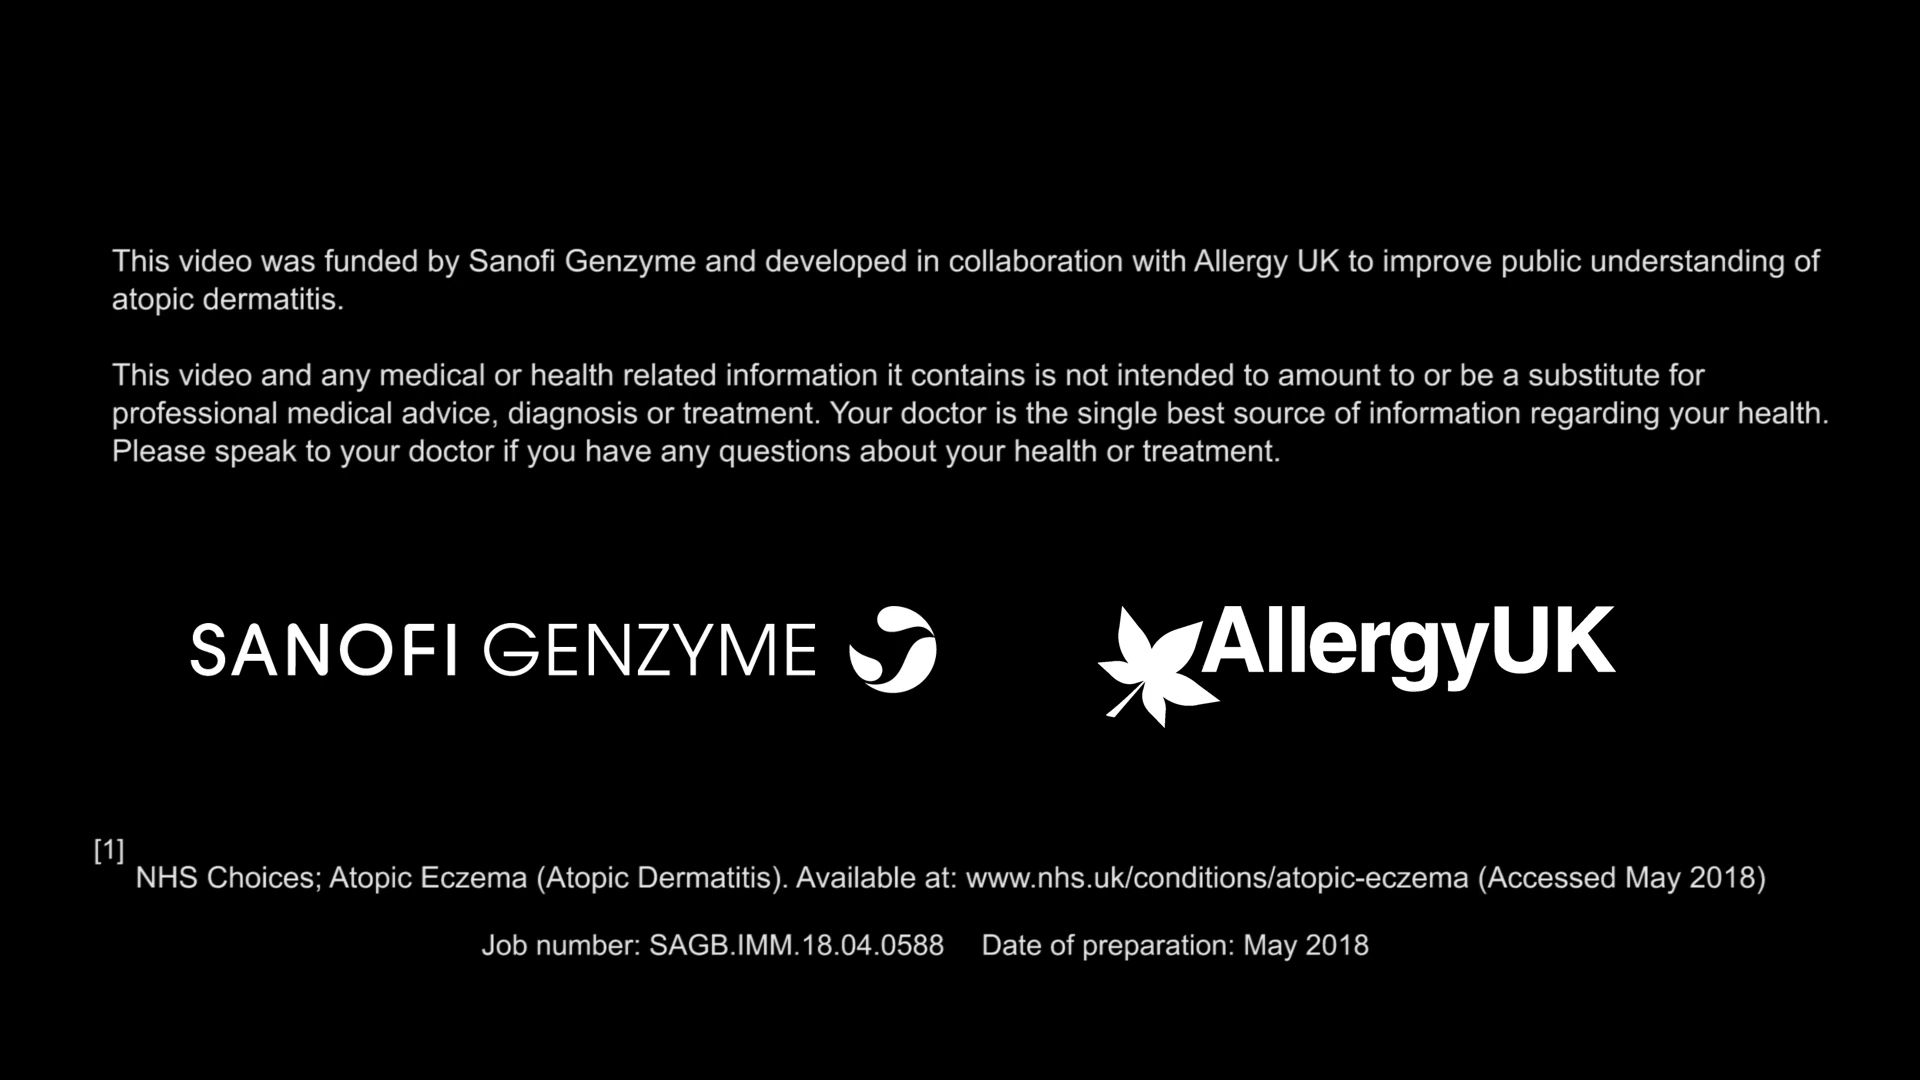 This video was funded by Sanofi Genzyme and developed in collaboration with Allergy UK to improve public understanding of
atopic dermatitis.
This video and any medical or health related information it contains is not intended to amount to or be a substitute for
professional medical advice, diagnosis or treatment. Your doctor is the single best source of information regarding your health.
Please speak to your doctor if you have any questions about your health or treatment.
SANOFI GENZYME
AllergyUK
[1]
NHS Choices; Atopic Eczema (Atopic Dermatitis). Available at: www.nhs.uk/conditions/atopic-eczema (Accessed May 2018)
Job number: SAGB.IMM.18.04.0588 Date of preparation: May 2018